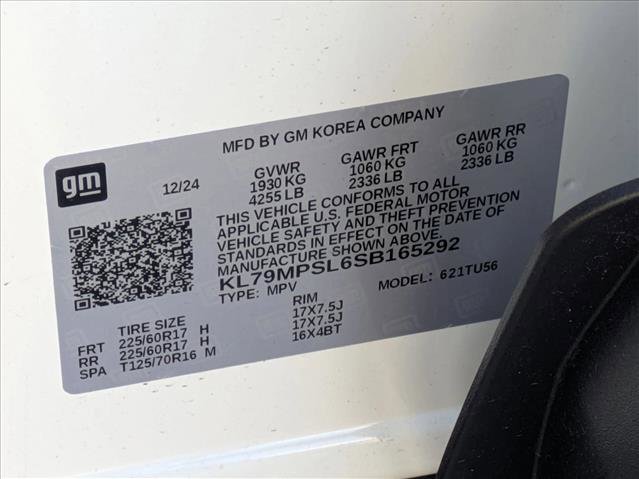 MFD BY GM KOREA COMPANY
gm
12/24
GVWR GAWR FRT GAWR RR
1930 KG 1060 KG 1060 KG
4255 LB 2336 LB 2336 LB
THIS VEHICLE CONFORMS TO ALL
APPLICABLE U.S. FEDERAL MOTOR
VEHICLE SAFETY AND THEFT PREVENTION
STANDARDS IN EFFECT ON THE DATE OF
MANUFACTURE SHOWN ABOVE.
KL79MPSL6SB165292
TYPE: MPV MODEL: 621TU56
TIRE SIZE RIM
FRT 225/60R17 H 17X7.5J
RR 225/60R17 H 17X7.5J
SPA T125/70R16 M 16X4BT